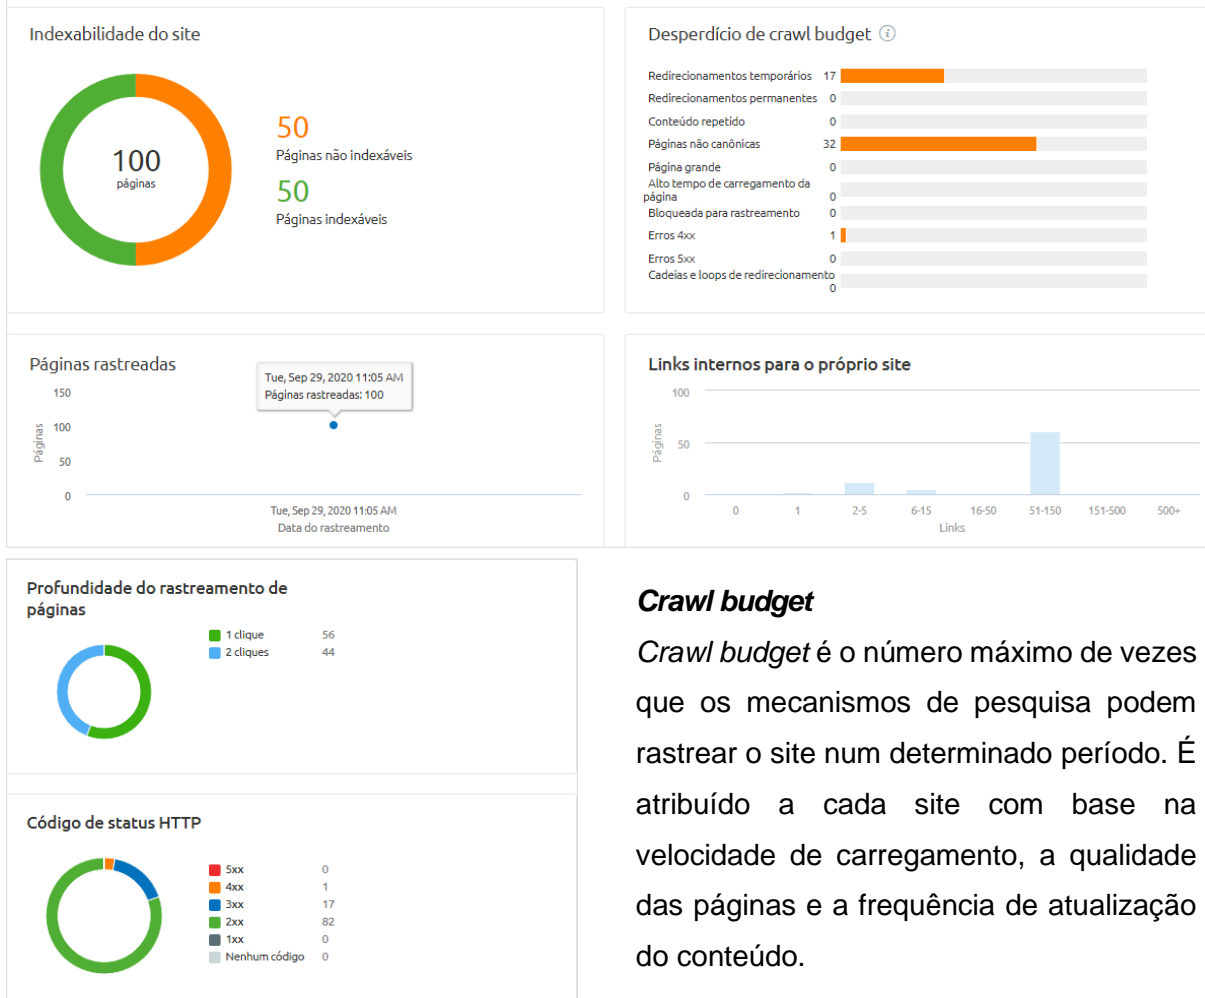 Indexabilidade do site
100
páginas
50
Páginas não indexáveis
50
Páginas indexáveis
Desperdício de crawl budget i
Redirecionamentos temporários 17
Redirecionamentos permanentes 0
Conteúdo repetido 0
Páginas não canônicas 32
Página grande 0
Alto tempo de carregamento da
página 0
Bloqueada para rastreamento 0
Erros 4xx 1
Erros 5xx 0
Cadeias e loops de redirecionamento
0
Páginas rastreadas
Tue, Sep 29, 2020 11:05 AM
Páginas rastreadas: 100
150
100
50
0
Páginas
Tue, Sep 29, 2020 11:05 AM
Data do rastreamento
Links internos para o próprio site
100
50
0
Páginas
0 1 2-5 6-15 16-50 51-150 151-500 500+
Links
Profundidade do rastreamento de
páginas
1 clique 56
2 cliques 44
Código de status HTTP
5xx 0
4xx 1
3xx 17
2xx 82
1xx 0
Nenhum código 0
Crawl budget
Crawl budget é o número máximo de vezes
que os mecanismos de pesquisa podem
rastrear o site num determinado período. É
atribuído a cada site com base na
velocidade de carregamento, a qualidade
das páginas e a frequência de atualização
do conteúdo.